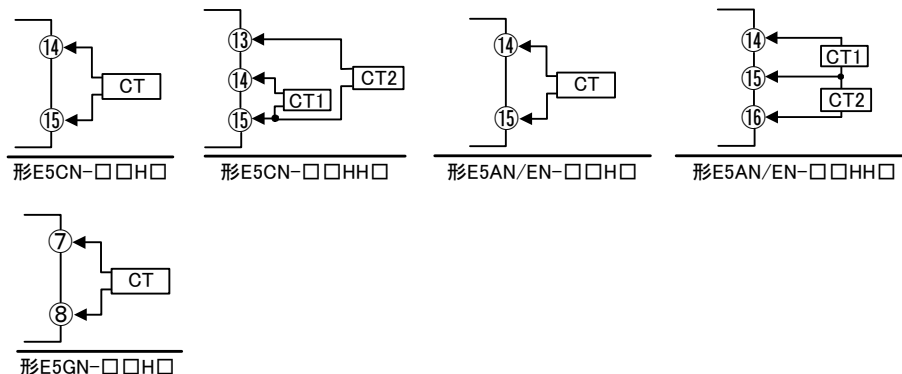 ⑭
CT
⑮
形E5CN-□□H□
⑬
⑭
⑮
CT1
CT2
形E5CN-□□HH□
⑭
CT
⑮
形E5AN/EN-□□H□
⑭
⑮
⑯
CT1
CT2
形E5AN/EN-□□HH□
⑦
CT
⑧
形E5GN-□□H□